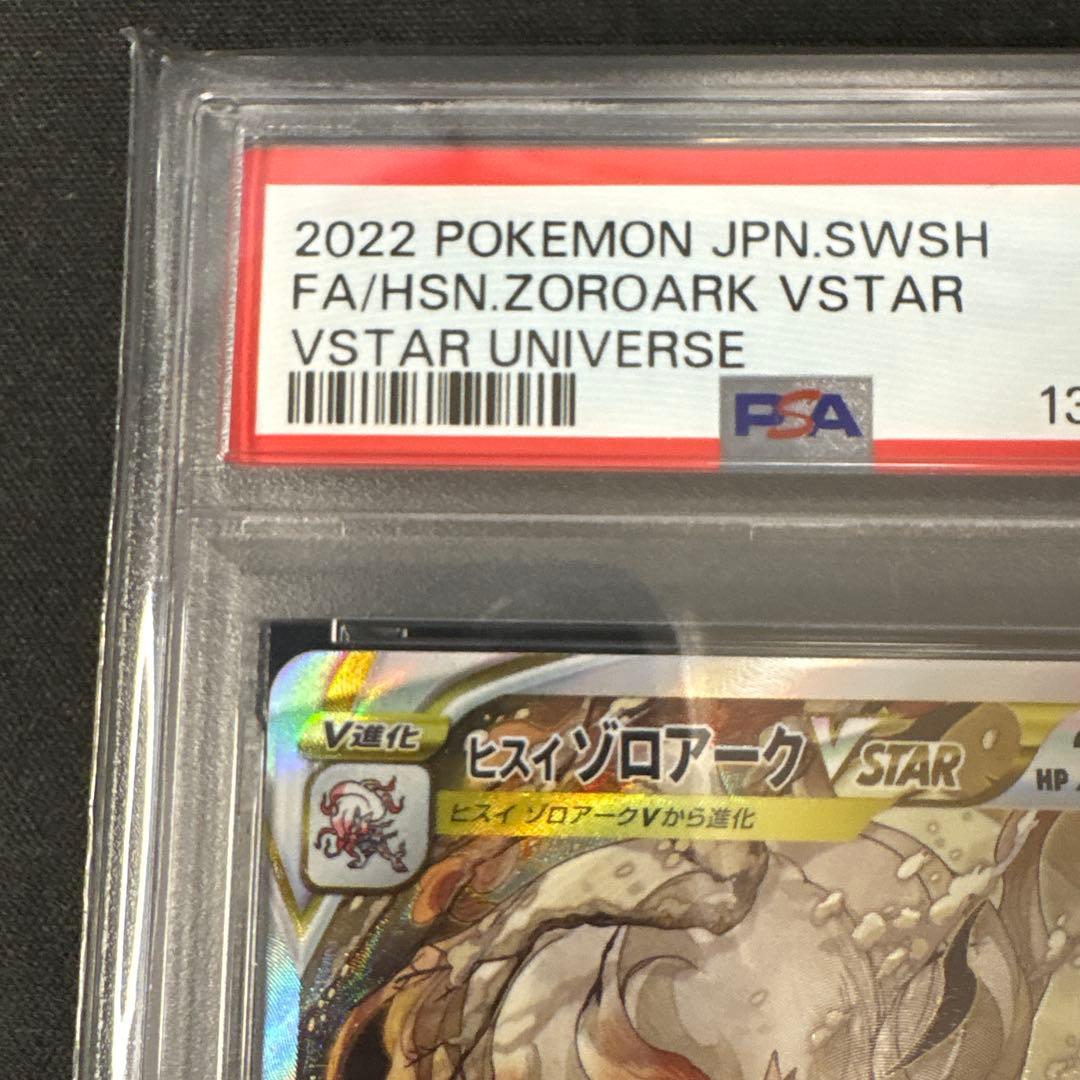 2022 POKEMON JPN.SWSH
FA/HSN.ZOROARK VSTAR
VSTAR UNIVERSE
13
PSA
V進化
ヒスイ ゾロアーク VSTAR
HP
ヒスイ ゾロアークVから進化